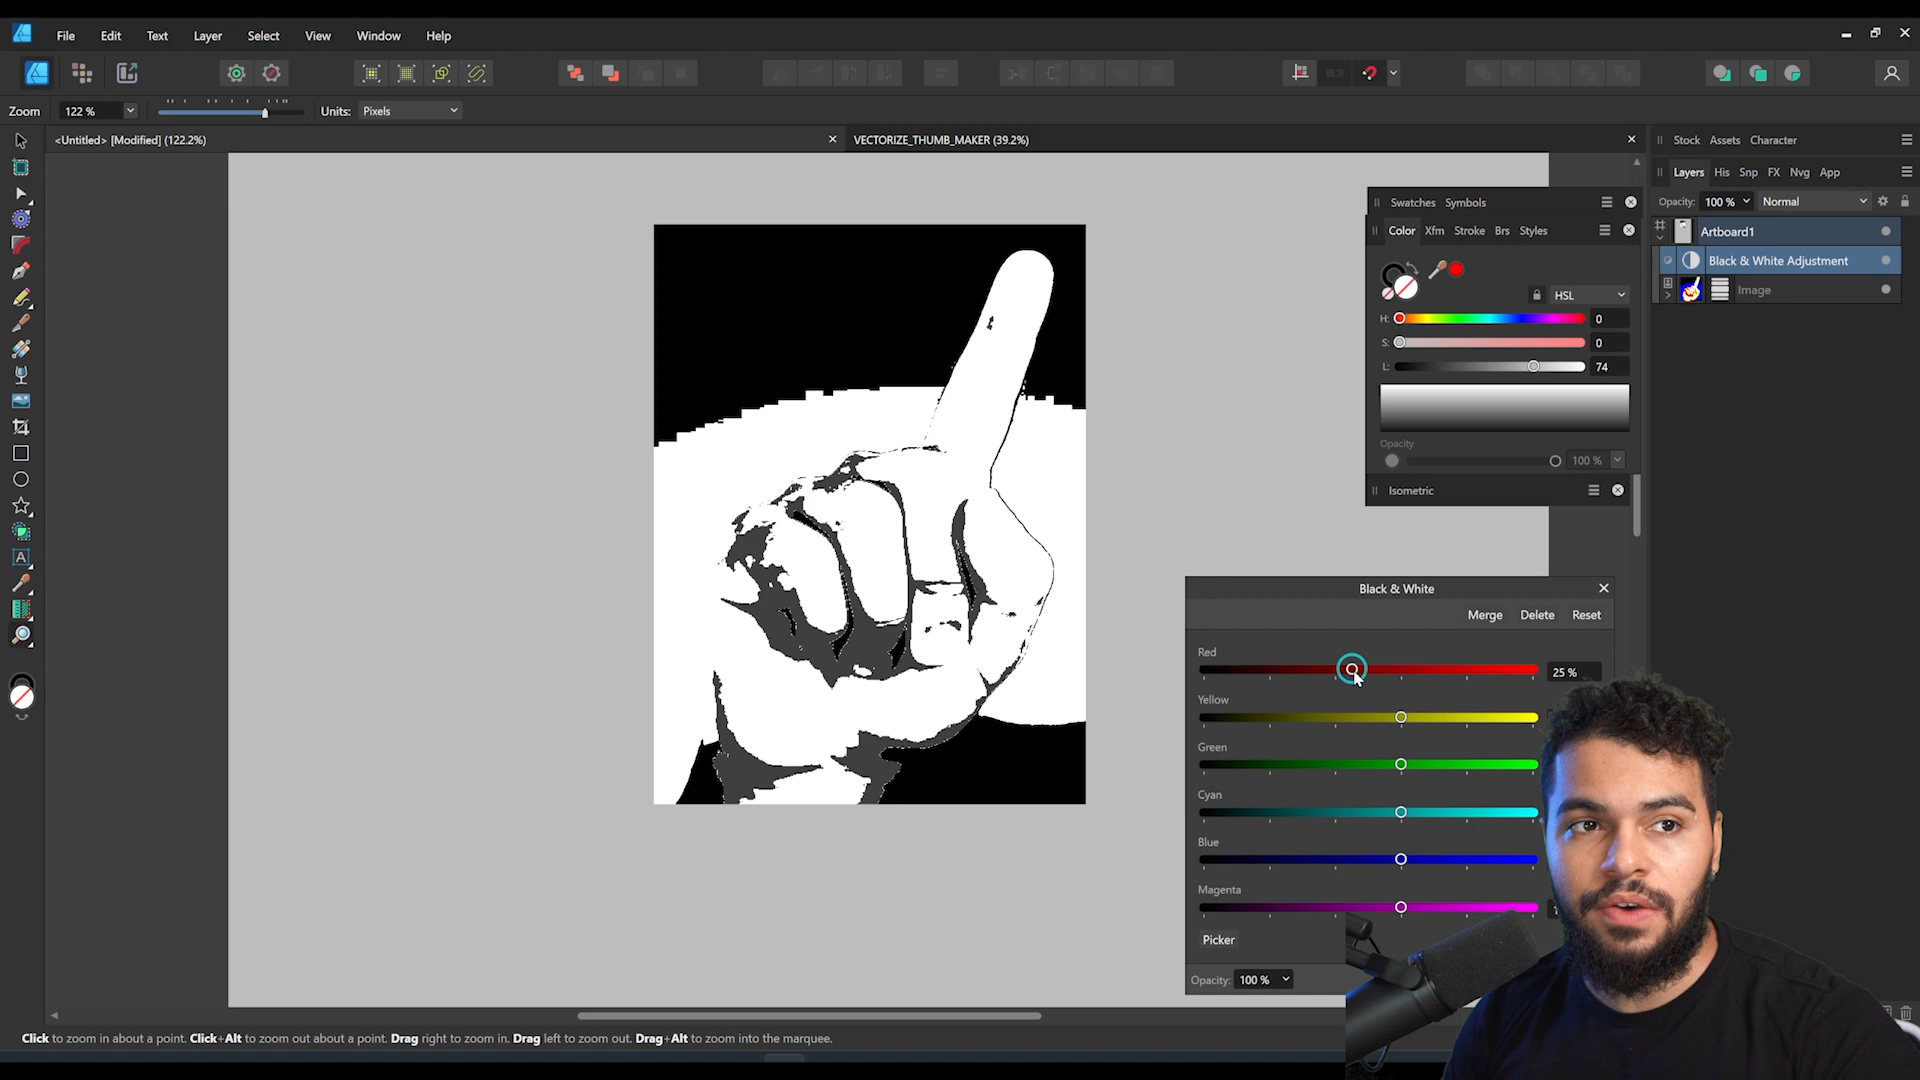 File Edit Text Layer Select View Window Help
Zoom 122 % Units: Pixels
<Untitled> [Modified] (122.2%)
VECTORIZE_THUMB_MAKER (39.2%)
Stock Assets Character
Layers His Snp FX Nvg App
Opacity: 100 % Normal
Artboard1
Black & White Adjustment
Image
Swatches Symbols
Color Xfm Stroke Brs Styles
HSL
H: 0
S: 0
L: 74
Opacity
100 %
Isometric
Black & White
Merge Delete Reset
Red
25 %
Yellow
Green
Cyan
Blue
Magenta
Picker
Opacity: 100 %
Click to zoom in about a point. Click+Alt to zoom out about a point. Drag right to zoom in. Drag left to zoom out. Drag+Alt to zoom into the marquee.